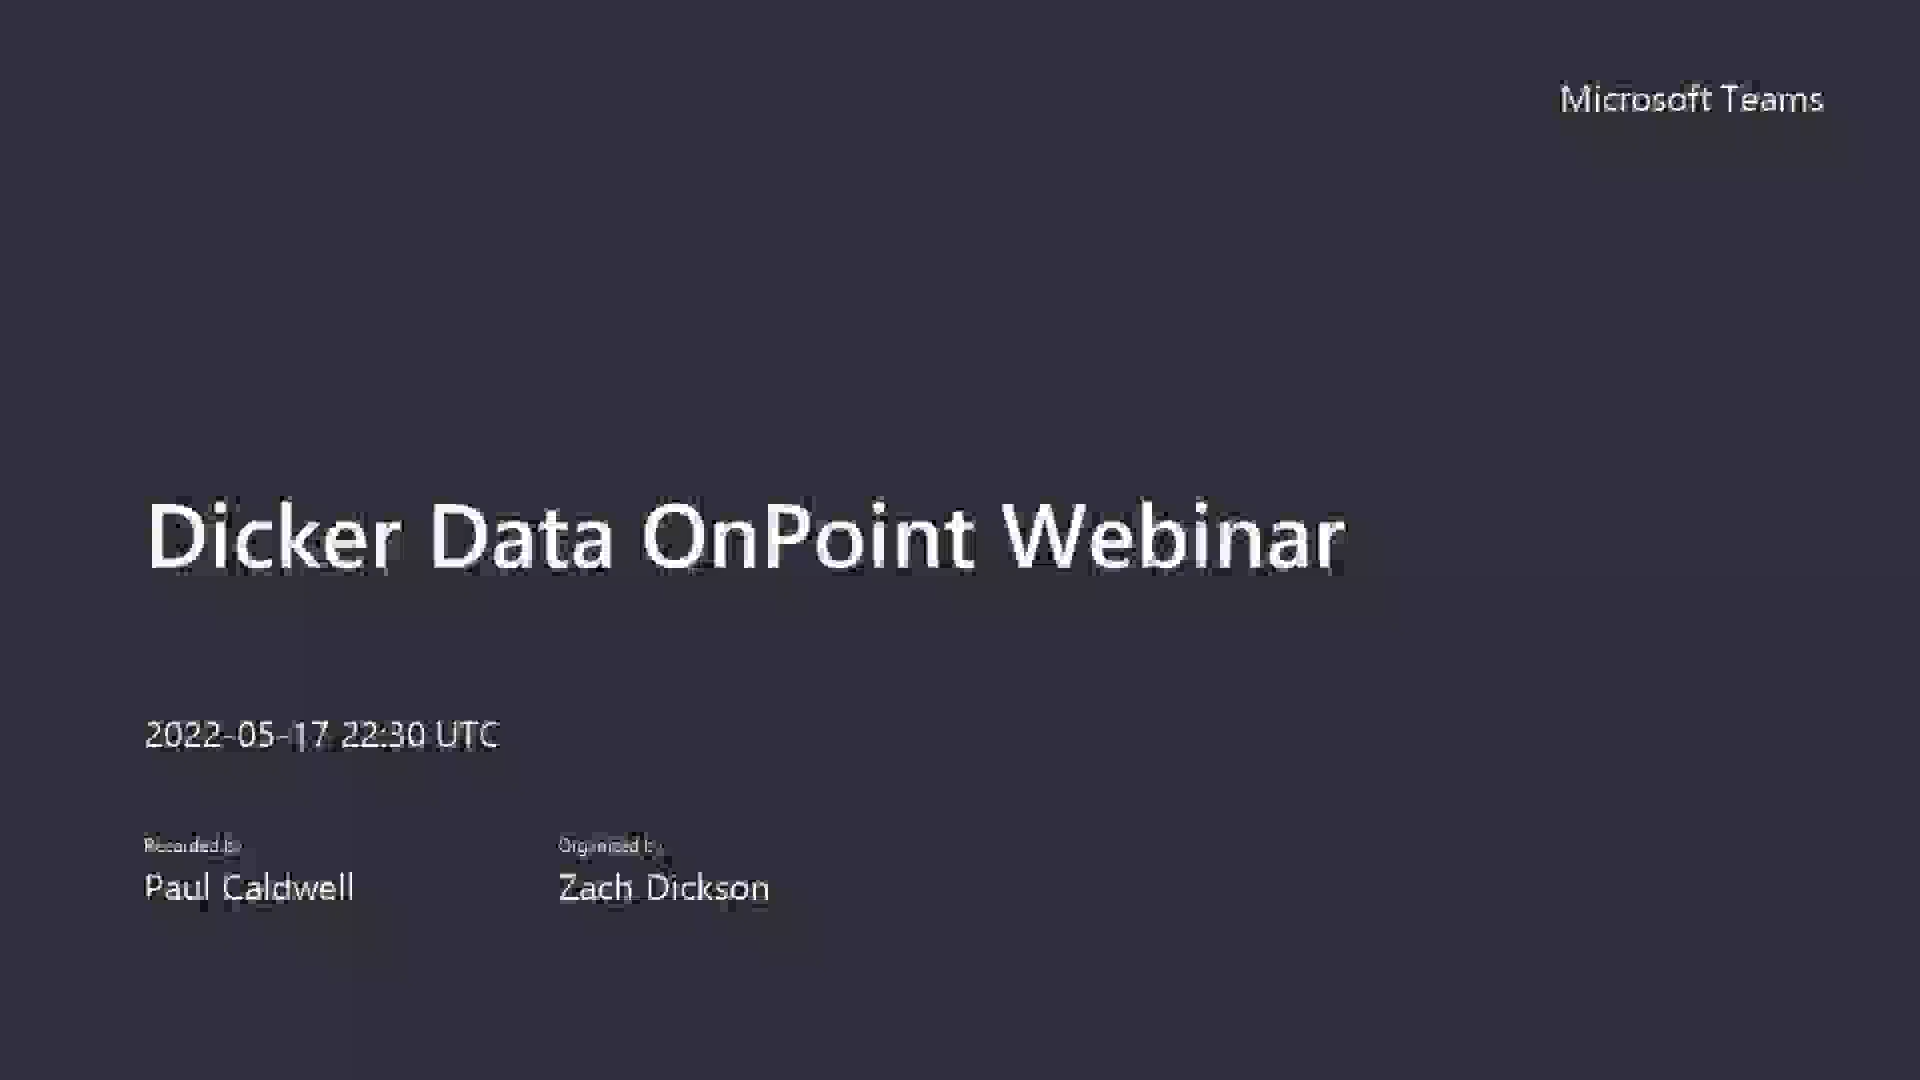 Microsoft Teams
Dicker Data OnPoint Webinar
2022-05-17 22:30 UTC
Recorded by
Organized by
Paul Caldwell
Zach Dickson